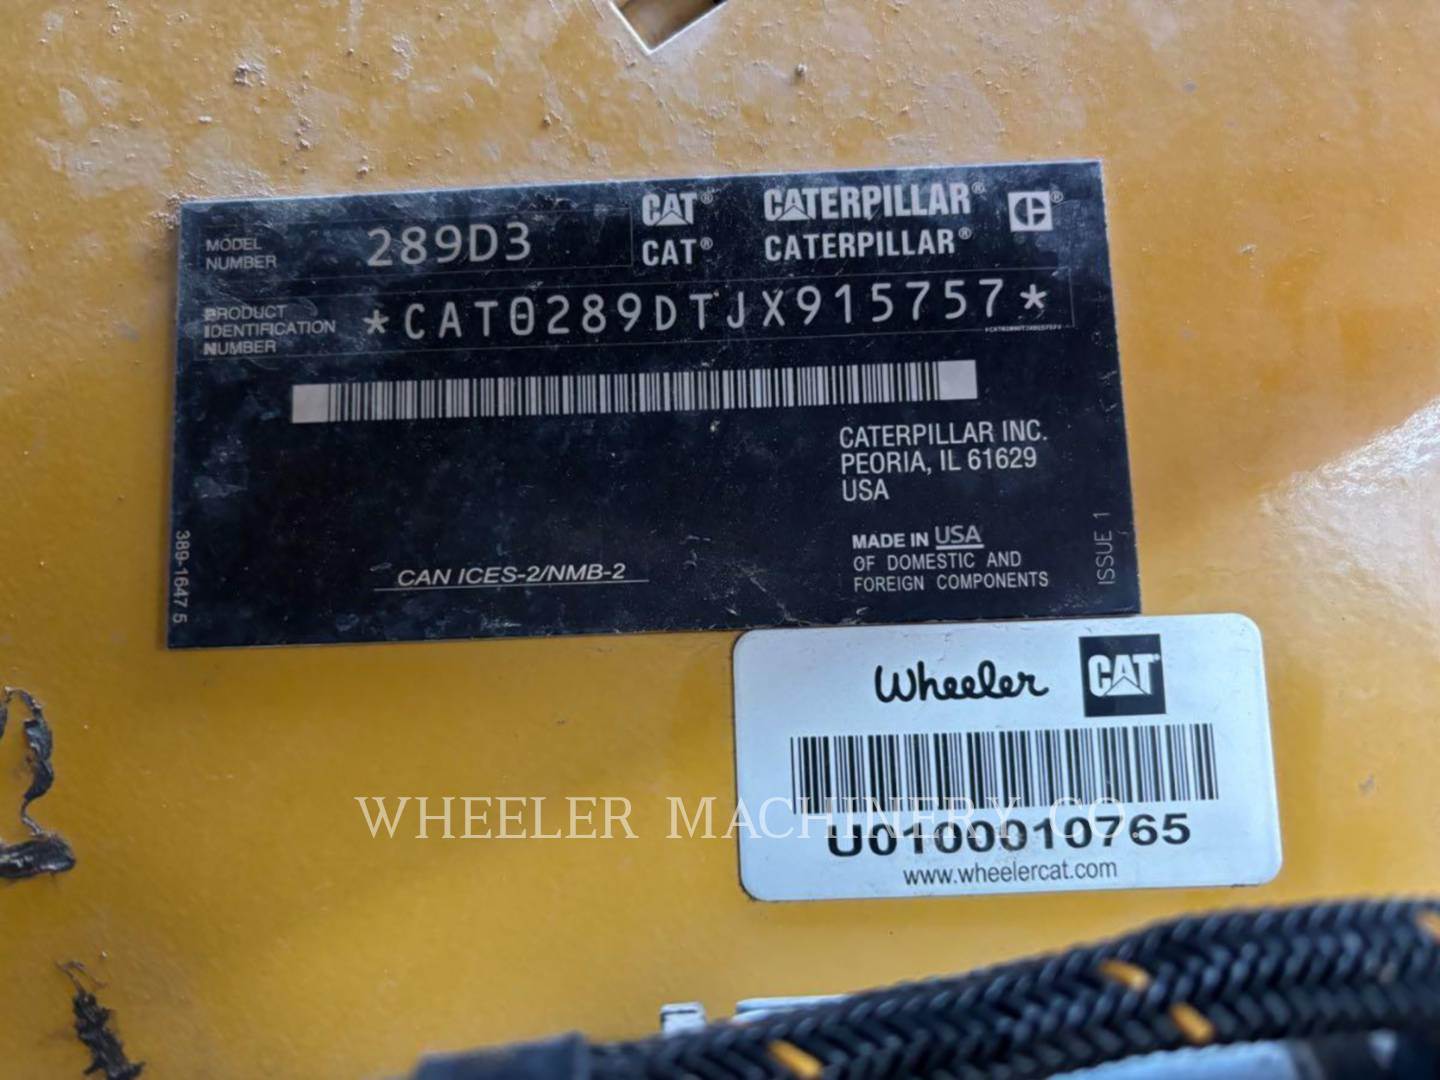 CAT® CATERPILLAR®
CAT® CATERPILLAR®
MODEL NUMBER 289D3
PRODUCT IDENTIFICATION NUMBER *CAT0289DTJX915757*
CATERPILLAR INC.
PEORIA, IL 61629
USA
MADE IN USA
OF DOMESTIC AND
FOREIGN COMPONENTS
CAN ICES-2/NMB-2
389-1647 5
ISSUE 1
Wheeler CAT
WHEELER MACHINERY CO
U0100010765
www.wheelercat.com